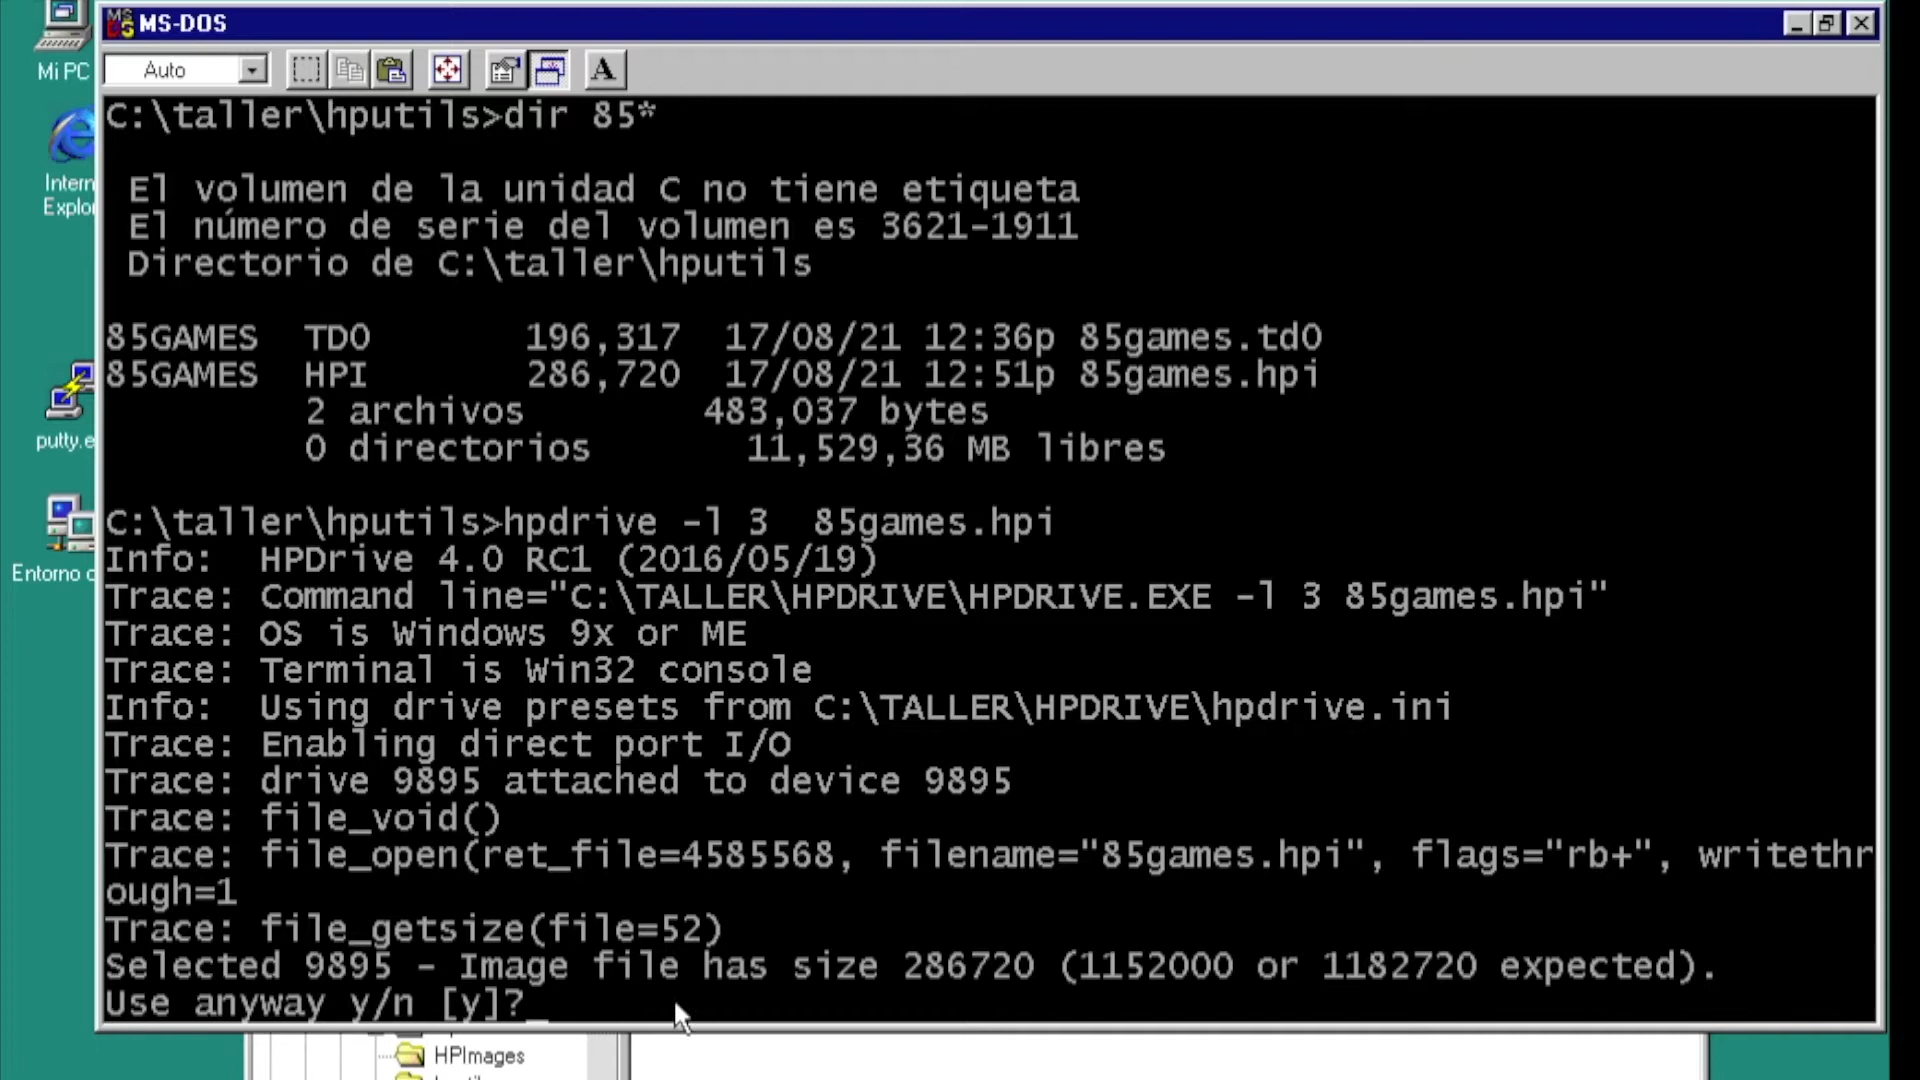 MS-DOS
Mi PC
Auto
A
C:\taller\hputils>dir 85*
Intern
Explor
El volumen de la unidad C no tiene etiqueta
El número de serie del volumen es 3621-1911
Directorio de C:\taller\hputils
85GAMES TD0 196,317 17/08/21 12:36p 85games.td0
85GAMES HPI 286,720 17/08/21 12:51p 85games.hpi
2 archivos 483,037 bytes
0 directorios 11,529,36 MB libres
putty.e
C:\taller\hputils>hpdrive -l 3  85games.hpi
Info: HPDrive 4.0 RC1 (2016/05/19)
Entorno d
Trace: Command line="C:\TALLER\HPDRIVE\HPDRIVE.EXE -l 3 85games.hpi"
Trace: OS is Windows 9x or ME
Trace: Terminal is Win32 console
Info: Using drive presets from C:\TALLER\HPDRIVE\hpdrive.ini
Trace: Enabling direct port I/O
Trace: drive 9895 attached to device 9895
Trace: file_void()
Trace: file_open(ret_file=4585568, filename="85games.hpi", flags="rb+", writethr
ough=1
Trace: file_getsize(file=52)
Selected 9895 - Image file has size 286720 (1152000 or 1182720 expected).
Use anyway y/n [y]?_
HPImages